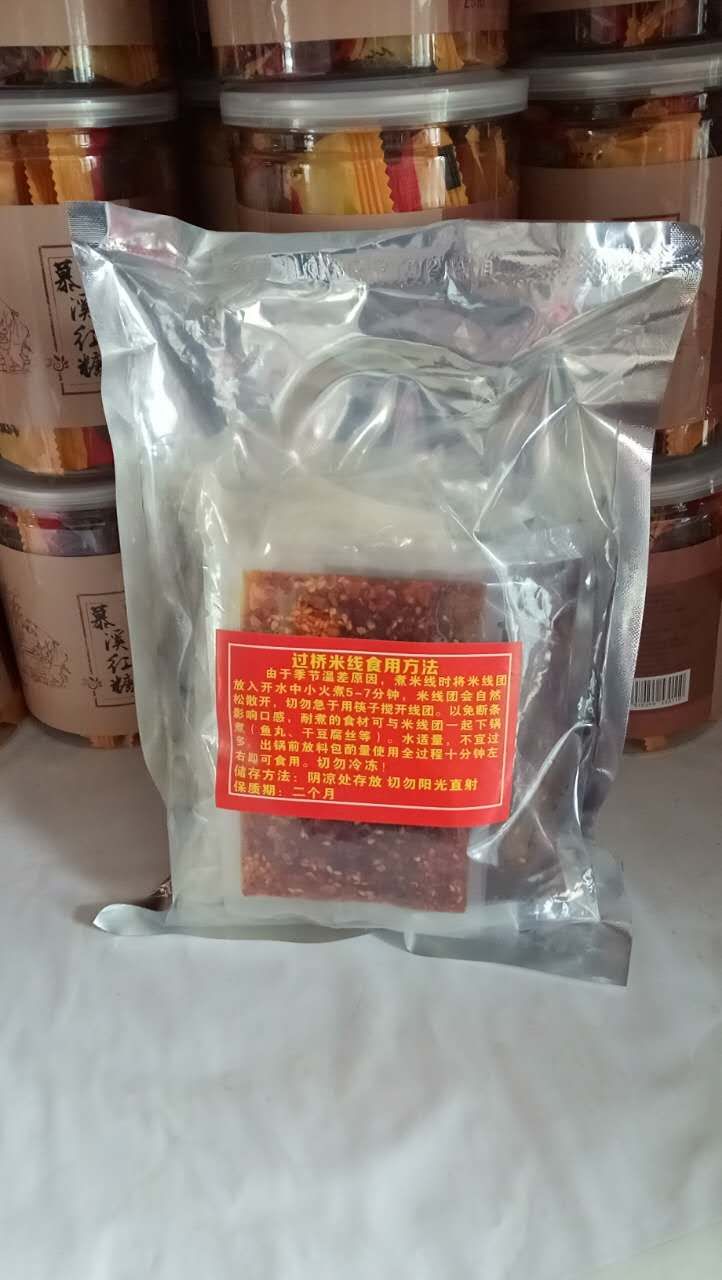 慕溪红糖
慕溪红糖
过桥米线食用方法
由于季节温差原因，煮米线时将米线团
放入开水中小火煮5-7分钟，米线团会自然
松散开，切勿急于用筷子搅开线团。以免断条
影响口感，耐煮的食材可与米线团一起下锅
煮（鱼丸、干豆腐丝等）。水适量，不宜过
多，出锅前放料包酌量使用全过程十分钟左
右即可食用。切勿冷冻！
储存方法：阴凉处存放 切勿阳光直射
保质期：二个月